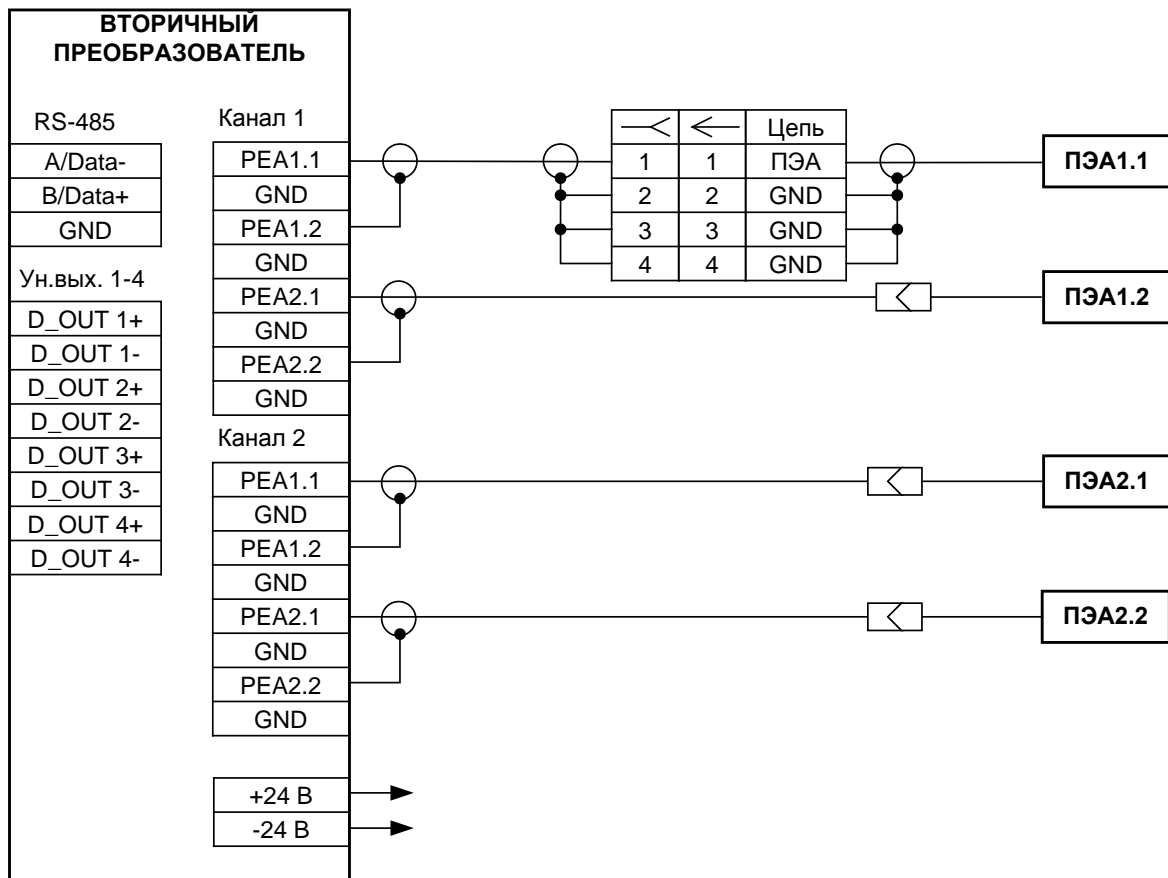 ВТОРИЧНЫЙ
ПРЕОБРАЗОВАТЕЛЬ
RS-485
A/Data-
B/Data+
GND
Ун.вых. 1-4
D_OUT 1+
D_OUT 1-
D_OUT 2+
D_OUT 2-
D_OUT 3+
D_OUT 3-
D_OUT 4+
D_OUT 4-
Канал 1
PEA1.1
GND
PEA1.2
GND
PEA2.1
GND
PEA2.2
GND
Канал 2
PEA1.1
GND
PEA1.2
GND
PEA2.1
GND
PEA2.2
GND
+24 В
-24 В
Цепь
1 1 ПЭА
2 2 GND
3 3 GND
4 4 GND
ПЭА1.1
ПЭА1.2
ПЭА2.1
ПЭА2.2